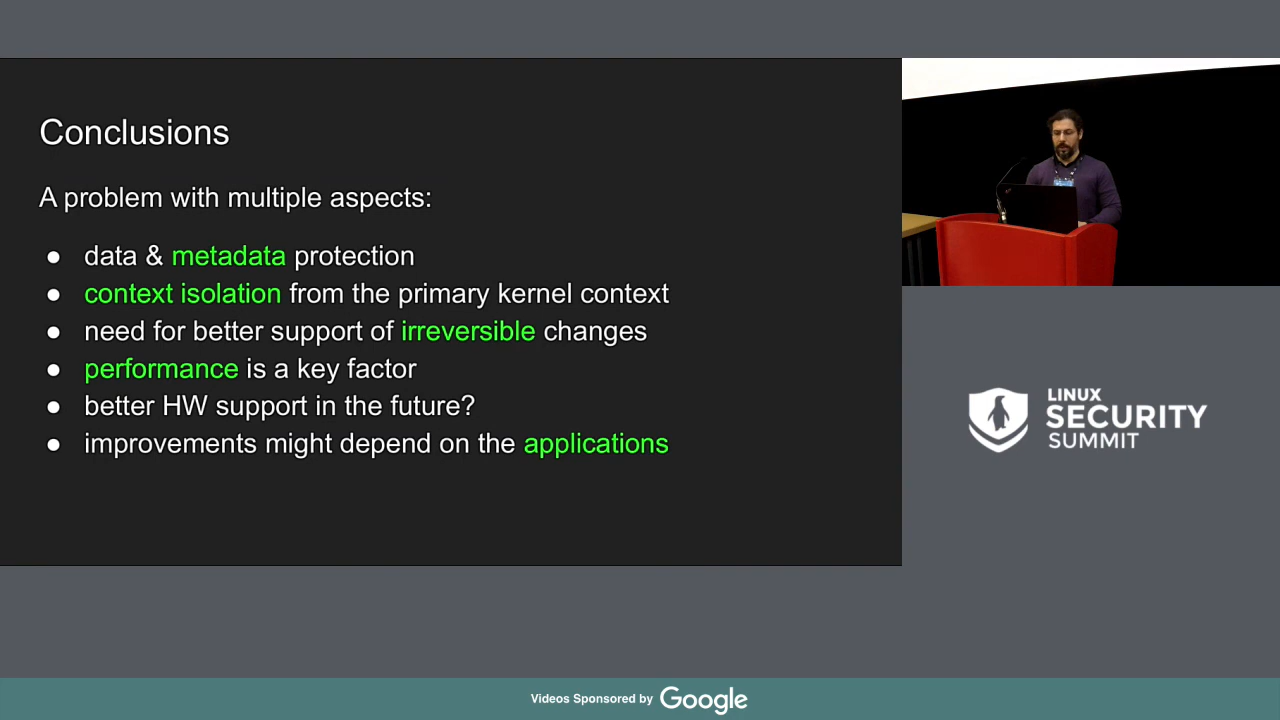 Conclusions
A problem with multiple aspects:
● data & metadata protection
● context isolation from the primary kernel context
● need for better support of irreversible changes
● performance is a key factor
● better HW support in the future?
● improvements might depend on the applications
LINUX
SECURITY
SUMMIT
Videos Sponsored by Google